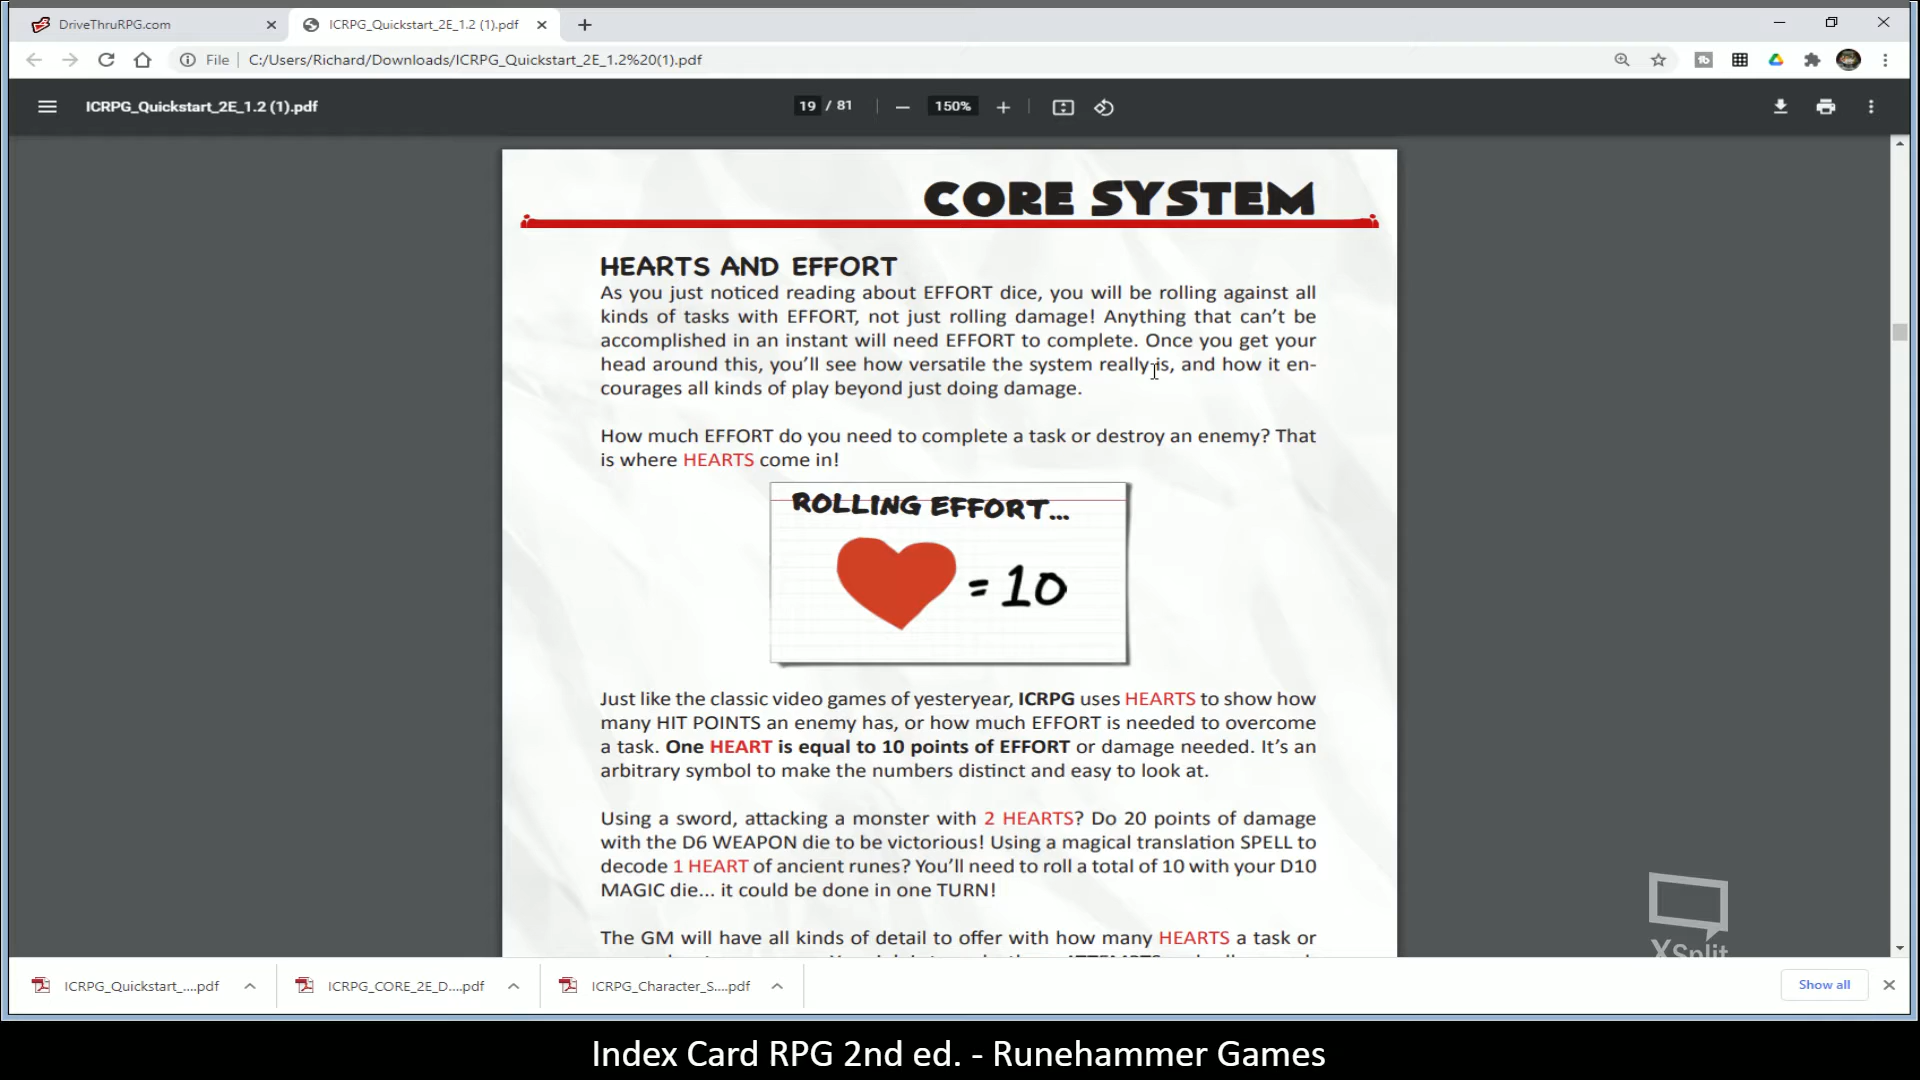 DriveThruRPG.com
ICRPG_Quickstart_2E_1.2 (1).pdf
File
C:/Users/Richard/Downloads/ICRPG_Quickstart_2E_1.2%20(1).pdf
ICRPG_Quickstart_2E_1.2 (1).pdf
19 / 81
150%
CORE SYSTEM
HEARTS AND EFFORT
As you just noticed reading about EFFORT dice, you will be rolling against all
kinds of tasks with EFFORT, not just rolling damage! Anything that can't be
accomplished in an instant will need EFFORT to complete. Once you get your
head around this, you'll see how versatile the system really is, and how it en-
courages all kinds of play beyond just doing damage.
How much EFFORT do you need to complete a task or destroy an enemy? That
is where HEARTS come in!
ROLLING EFFORT...
= 10
Just like the classic video games of yesteryear, ICRPG uses HEARTS to show how
many HIT POINTS an enemy has, or how much EFFORT is needed to overcome
a task. One HEART is equal to 10 points of EFFORT or damage needed. It's an
arbitrary symbol to make the numbers distinct and easy to look at.
Using a sword, attacking a monster with 2 HEARTS? Do 20 points of damage
with the D6 WEAPON die to be victorious! Using a magical translation SPELL to
decode 1 HEART of ancient runes? You'll need to roll a total of 10 with your D10
MAGIC die... it could be done in one TURN!
The GM will have all kinds of detail to offer with how many HEARTS a task or
XSplit
ICRPG_Quickstart_....pdf
ICRPG_CORE_2E_D....pdf
ICRPG_Character_S....pdf
Show all
Index Card RPG 2nd ed. - Runehammer Games